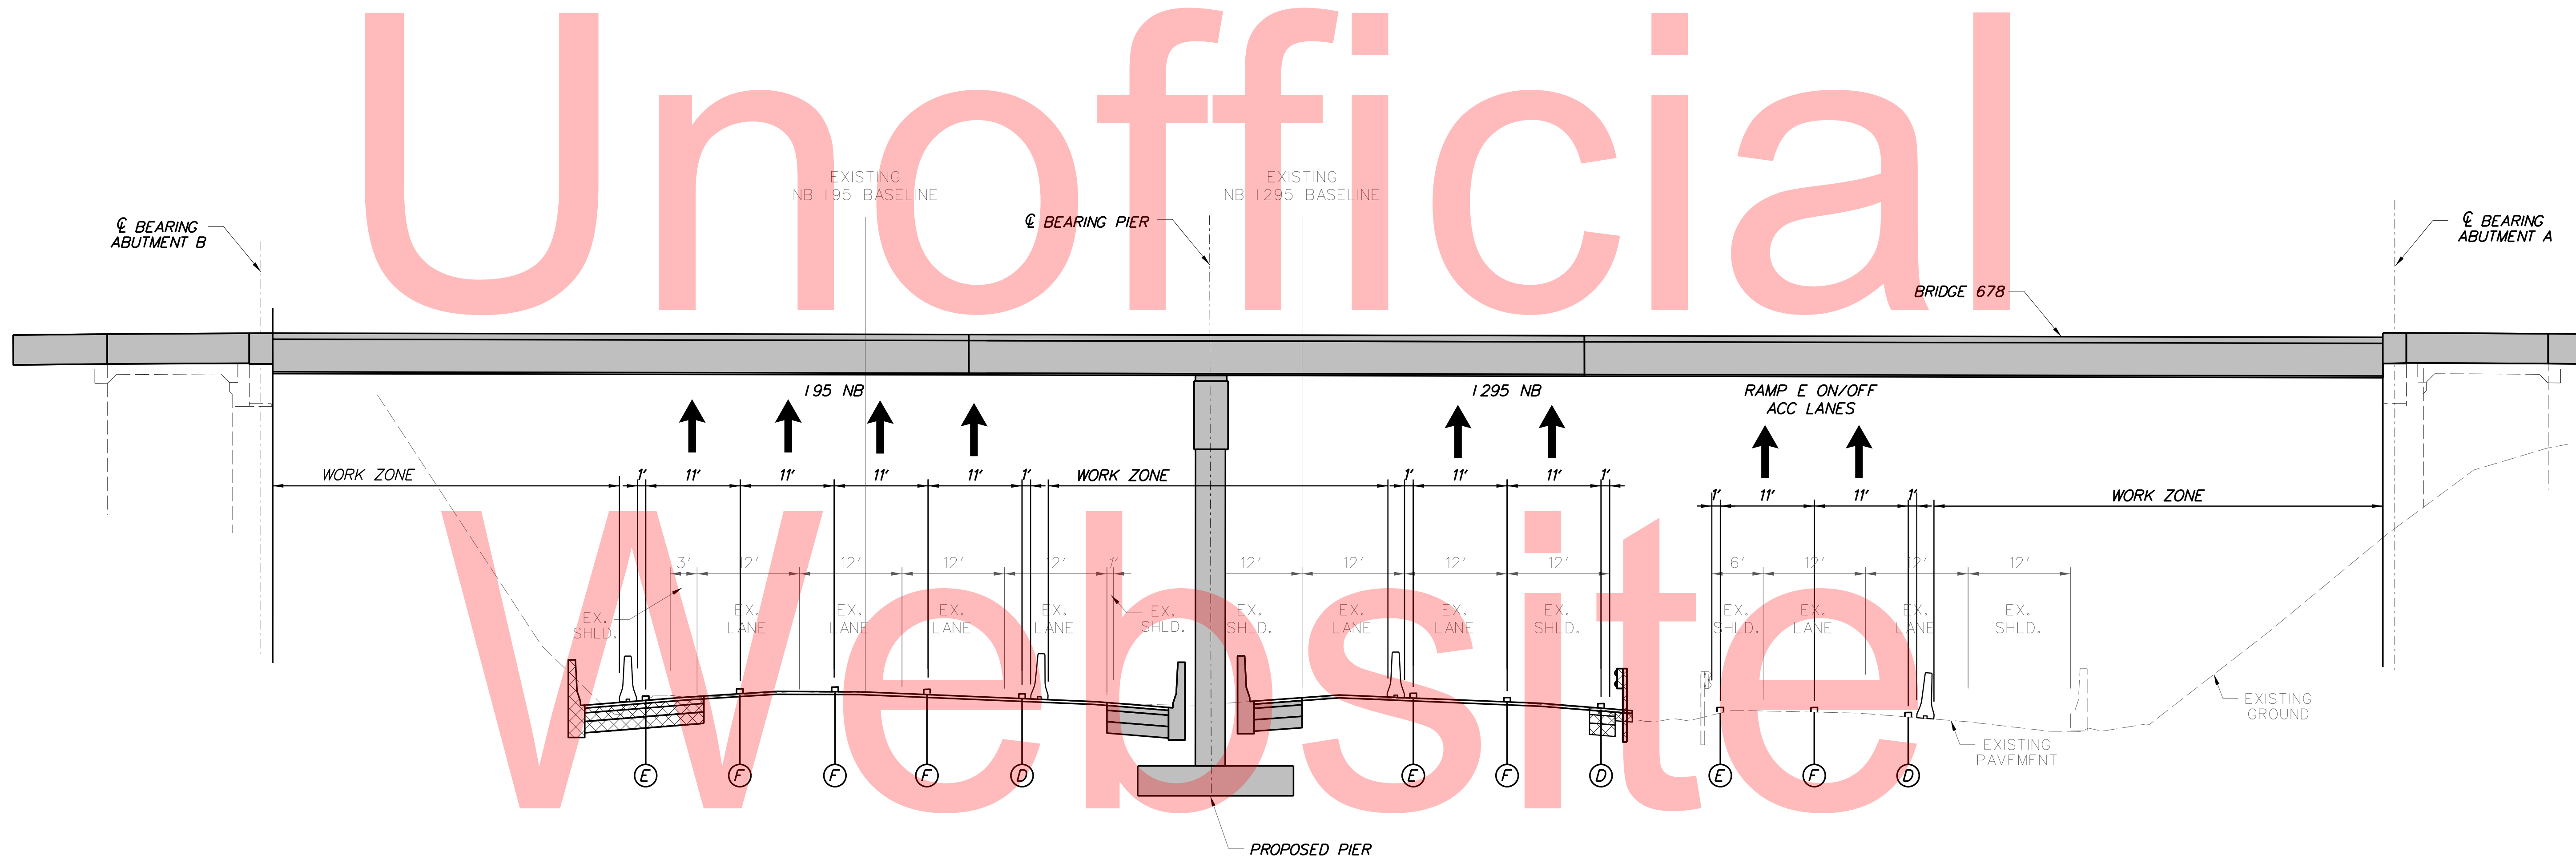 Unofficial
Website
EXISTING
NB I 95 BASELINE
EXISTING
NB I 295 BASELINE
℄ BEARING
ABUTMENT B
℄ BEARING PIER
℄ BEARING
ABUTMENT A
BRIDGE 678
I 95 NB
I 295 NB
RAMP E ON/OFF
ACC LANES
WORK ZONE 1' 11' 11' 11' 11' 1' WORK ZONE 1' 11' 11' 1'
1' 11' 11' 1' WORK ZONE
3' 12' 12' 12' 12' 1' 12' 12' 12' 12' 6' 12' 12' 12'
EX.
SHLD.
EX.
LANE
EX.
LANE
EX.
LANE
EX.
LANE
EX.
SHLD.
EX.
SHLD.
EX.
LANE
EX.
LANE
EX.
SHLD.
EX.
SHLD.
EX.
LANE
EX.
LANE
EX.
SHLD.
EXISTING
GROUND
EXISTING
PAVEMENT
E F F F D E F D E F D
PROPOSED PIER